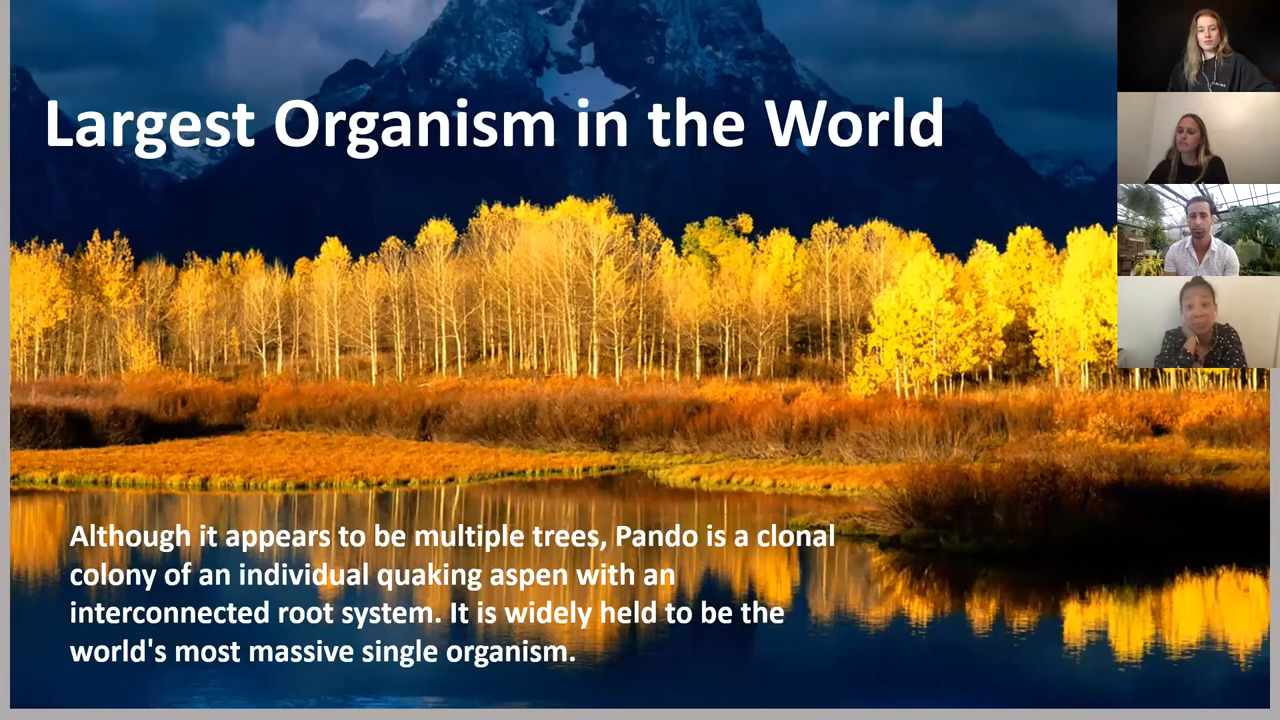 Largest Organism in the World
Although it appears to be multiple trees, Pando is a clonal
colony of an individual quaking aspen with an
interconnected root system. It is widely held to be the
world's most massive single organism.